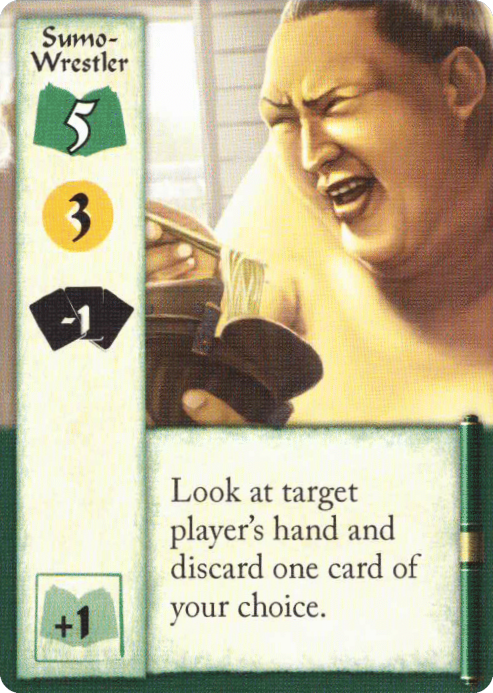 Sumo-
Wrestler
5
3
-1
Look at target
player's hand and
discard one card of
your choice.
+1